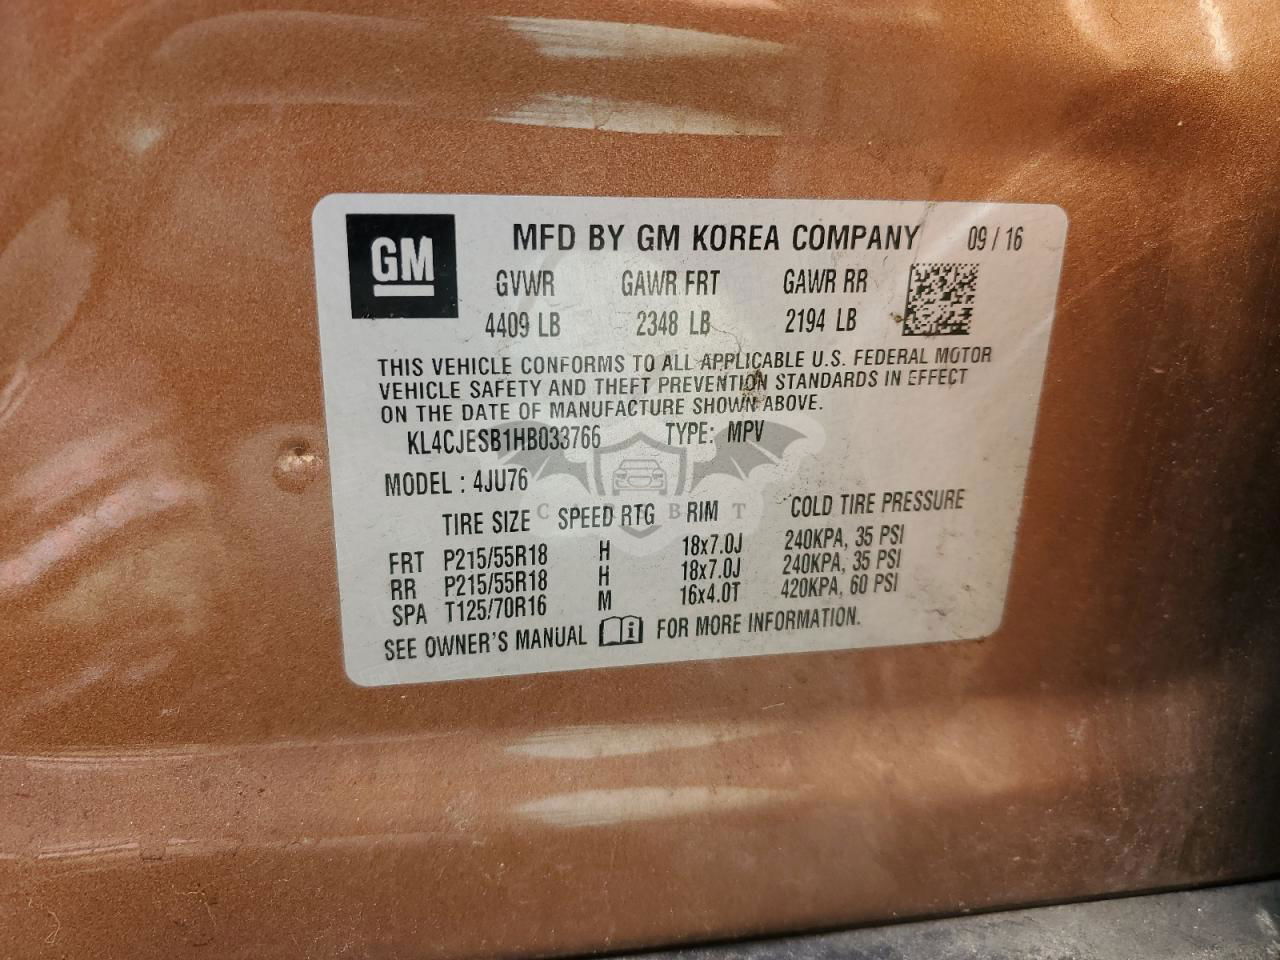 GM
MFD BY GM KOREA COMPANY 09 / 16
GVWR GAWR FRT GAWR RR
4409 LB 2348 LB 2194 LB
THIS VEHICLE CONFORMS TO ALL APPLICABLE U.S. FEDERAL MOTOR
VEHICLE SAFETY AND THEFT PREVENTION STANDARDS IN EFFECT
ON THE DATE OF MANUFACTURE SHOWN ABOVE.
KL4CJESB1HB033766 TYPE: MPV
MODEL : 4JU76
TIRE SIZE SPEED RTG RIM COLD TIRE PRESSURE
FRT P215/55R18 H 18x7.0J 240KPA, 35 PSI
RR P215/55R18 H 18x7.0J 240KPA, 35 PSI
SPA T125/70R16 M 16x4.0T 420KPA, 60 PSI
SEE OWNER'S MANUAL i FOR MORE INFORMATION.